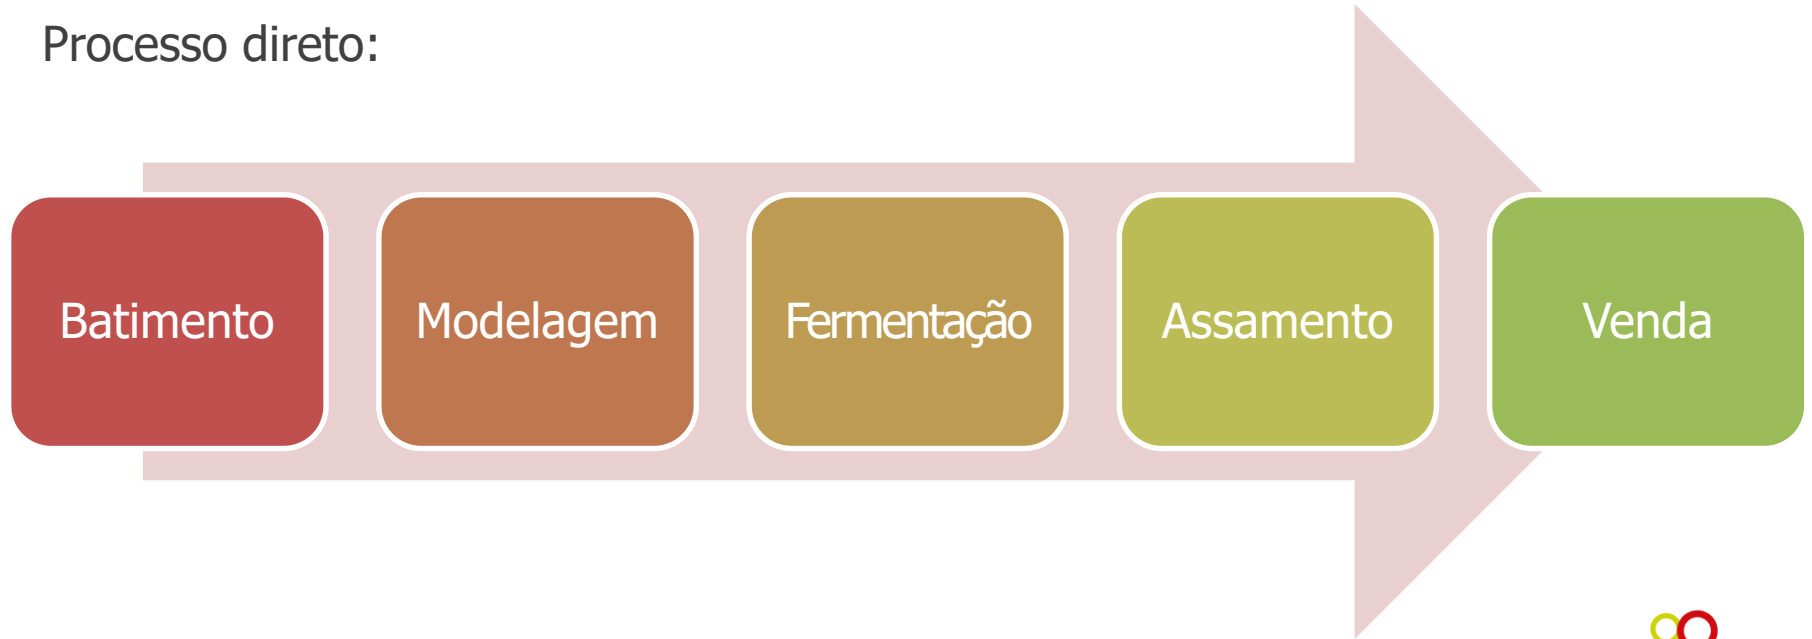 Processo direto:
Batimento
Modelagem
Fermentação
Assamento
Venda